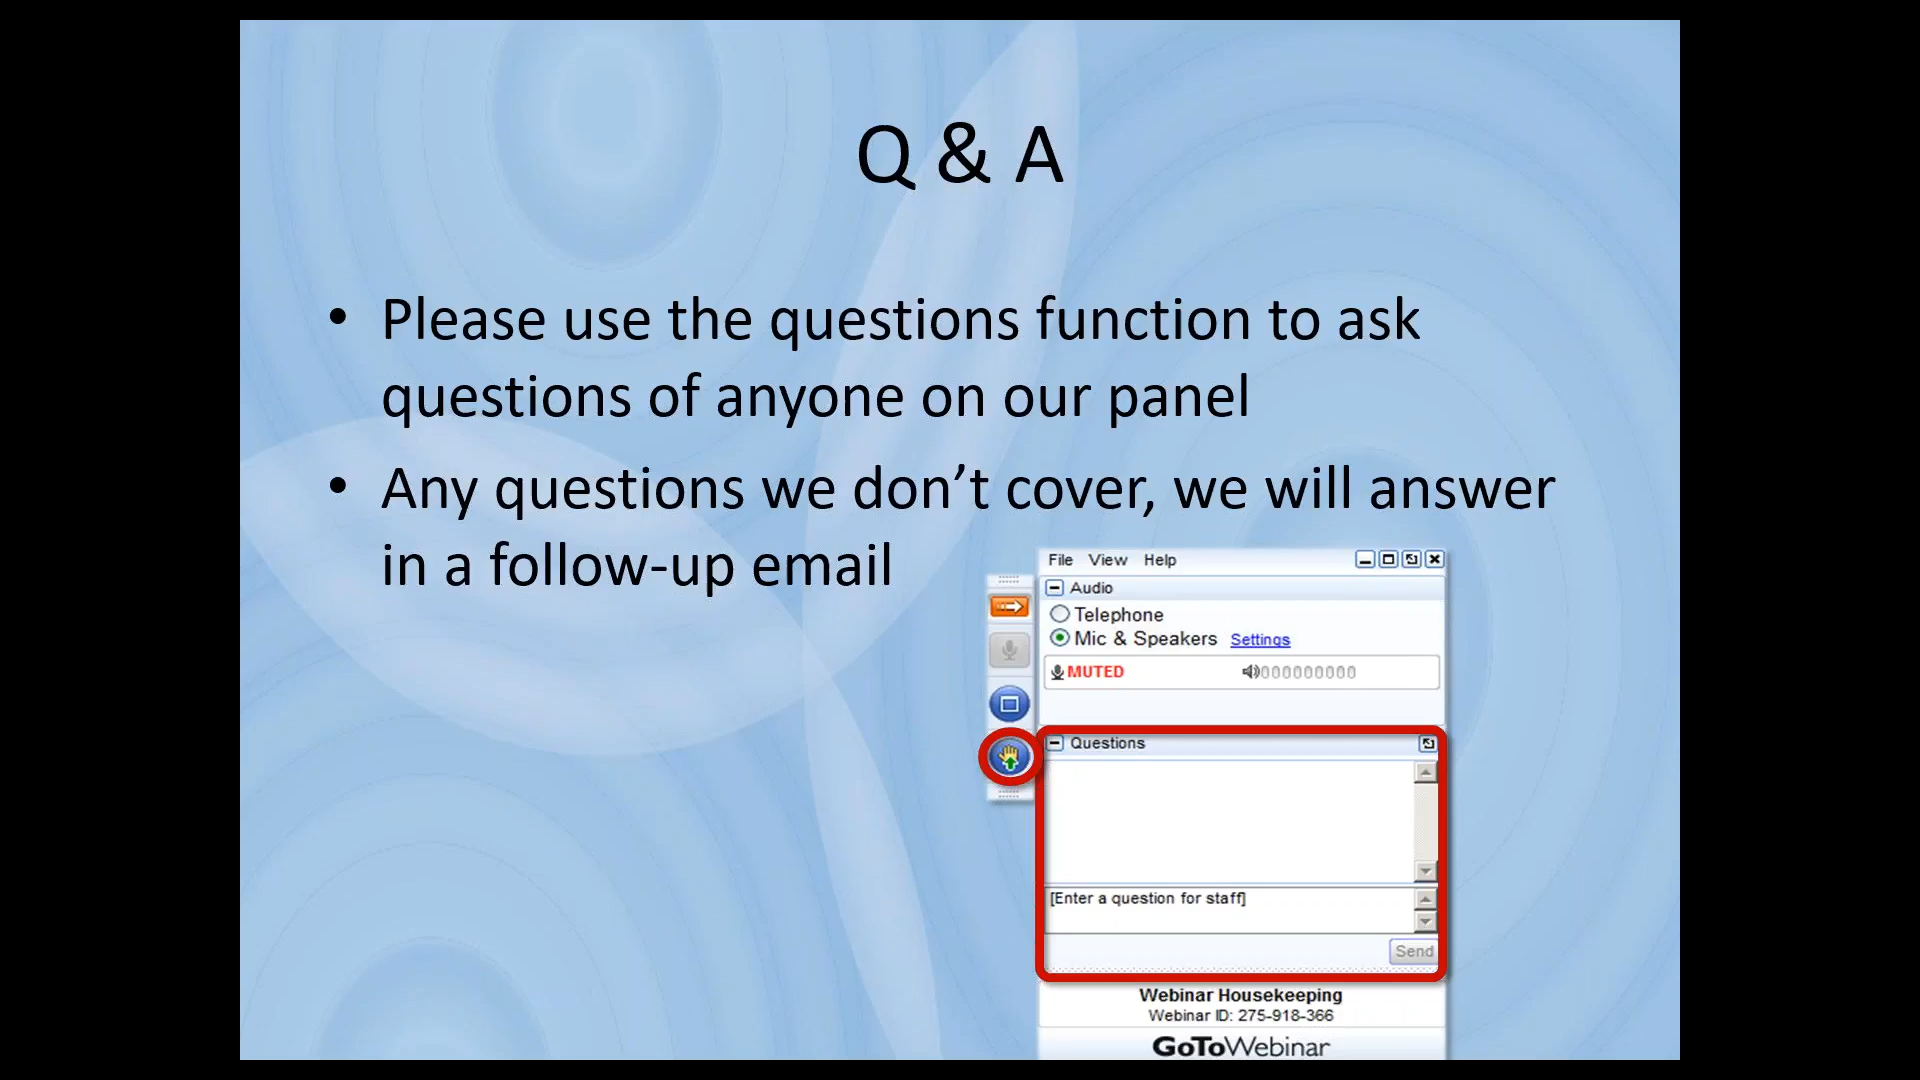 Q & A
• Please use the questions function to ask
questions of anyone on our panel
• Any questions we don’t cover, we will answer
in a follow-up email
File View Help
Audio
Telephone
Mic & Speakers Settings
MUTED 000000000
Questions
[Enter a question for staff]
Send
Webinar Housekeeping
Webinar ID: 275-918-366
GoToWebinar